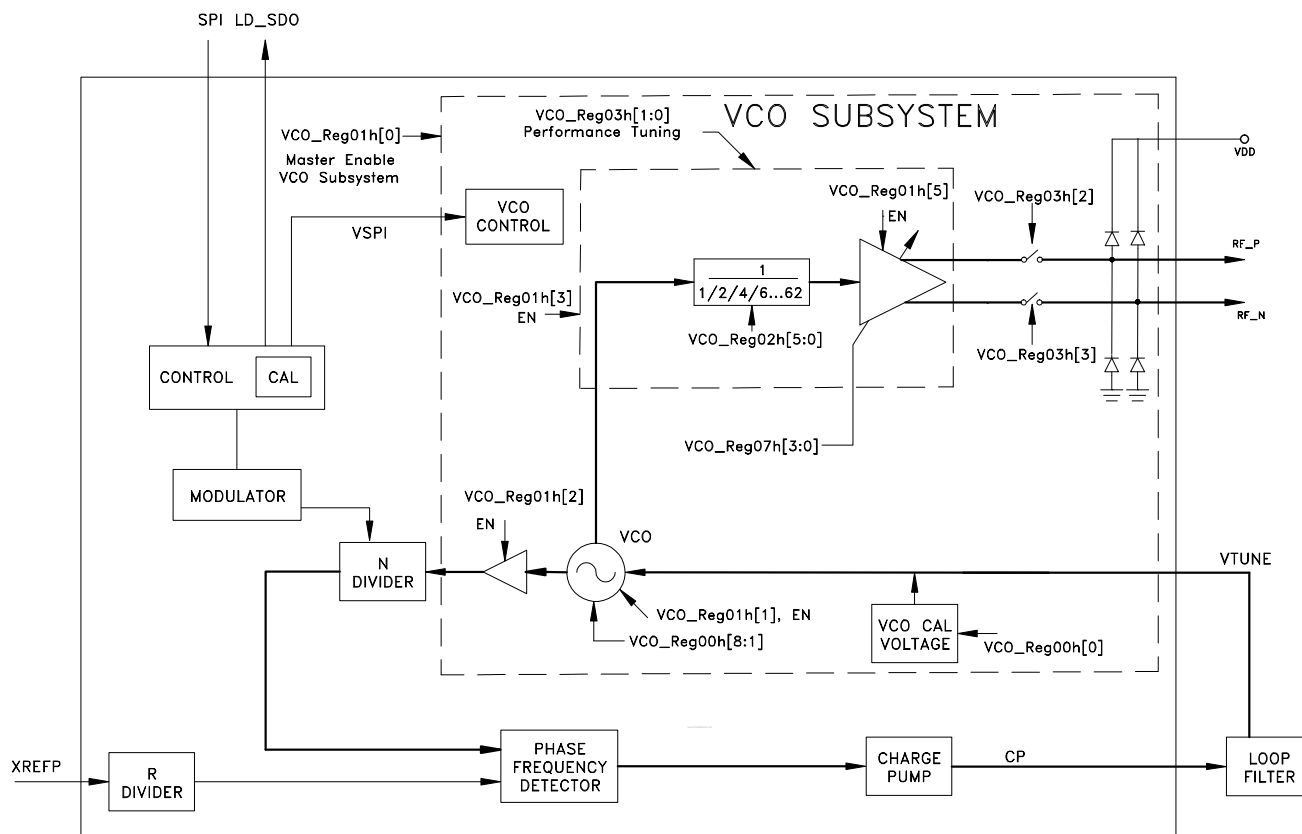 SPI LD_SDO
VCO SUBSYSTEM
VCO_Reg03h[1:0]
Performance Tuning
VCO_Reg01h[0]
Master Enable
VCO Subsystem
VDD
VCO_Reg01h[5]
EN
VCO_Reg03h[2]
VCO
CONTROL
VSPI
RF_P
1
1/2/4/6...62
VCO_Reg01h[3]
EN
RF_N
VCO_Reg02h[5:0]
VCO_Reg03h[3]
CONTROL
CAL
VCO_Reg07h[3:0]
MODULATOR
VCO_Reg01h[2]
EN
VCO
N
DIVIDER
VTUNE
VCO_Reg01h[1], EN
VCO_Reg00h[8:1]
VCO CAL
VOLTAGE
VCO_Reg00h[0]
XREFP
R
DIVIDER
PHASE
FREQUENCY
DETECTOR
CHARGE
PUMP
CP
LOOP
FILTER